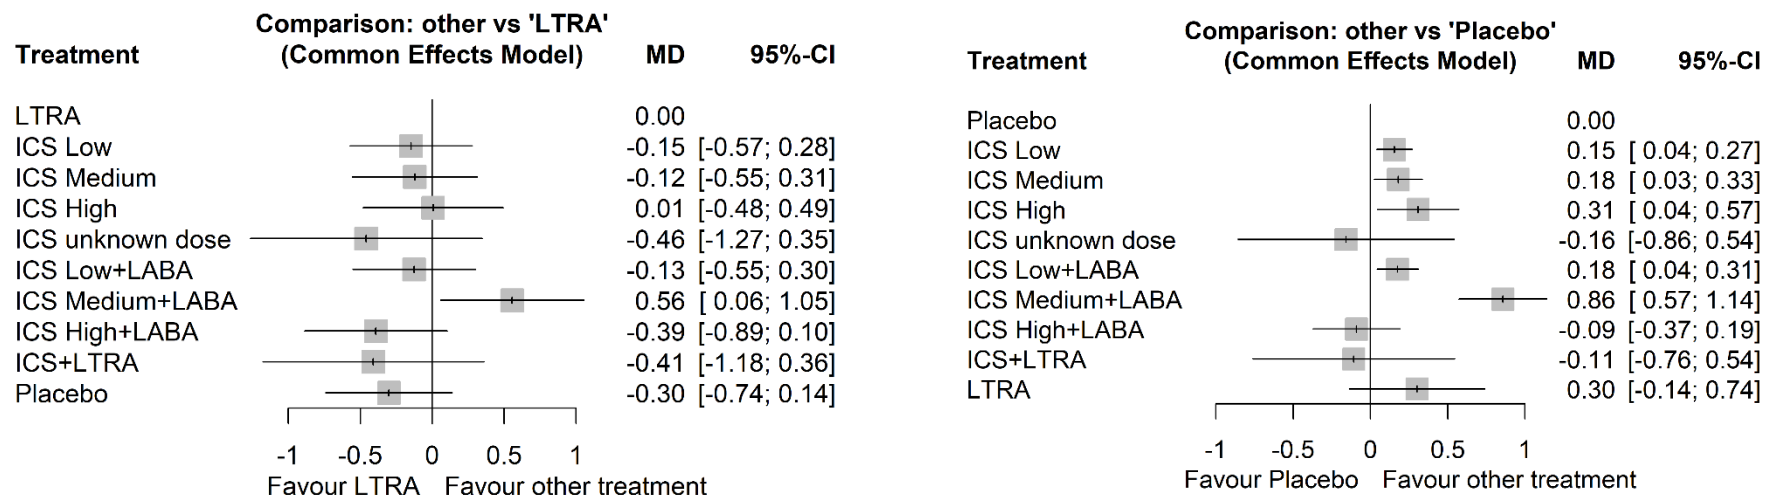 Comparison: other vs 'LTRA'
Treatment (Common Effects Model) MD 95%-CI
LTRA 0.00
ICS Low -0.15 [-0.57; 0.28]
ICS Medium -0.12 [-0.55; 0.31]
ICS High 0.01 [-0.48; 0.49]
ICS unknown dose -0.46 [-1.27; 0.35]
ICS Low+LABA -0.13 [-0.55; 0.30]
ICS Medium+LABA 0.56 [ 0.06; 1.05]
ICS High+LABA -0.39 [-0.89; 0.10]
ICS+LTRA -0.41 [-1.18; 0.36]
Placebo -0.30 [-0.74; 0.14]
-1 -0.5 0 0.5 1
Favour LTRA Favour other treatment
Comparison: other vs 'Placebo'
Treatment (Common Effects Model) MD 95%-CI
Placebo 0.00
ICS Low 0.15 [ 0.04; 0.27]
ICS Medium 0.18 [ 0.03; 0.33]
ICS High 0.31 [ 0.04; 0.57]
ICS unknown dose -0.16 [-0.86; 0.54]
ICS Low+LABA 0.18 [ 0.04; 0.31]
ICS Medium+LABA 0.86 [ 0.57; 1.14]
ICS High+LABA -0.09 [-0.37; 0.19]
ICS+LTRA -0.11 [-0.76; 0.54]
LTRA 0.30 [-0.14; 0.74]
-1 -0.5 0 0.5 1
Favour Placebo Favour other treatment